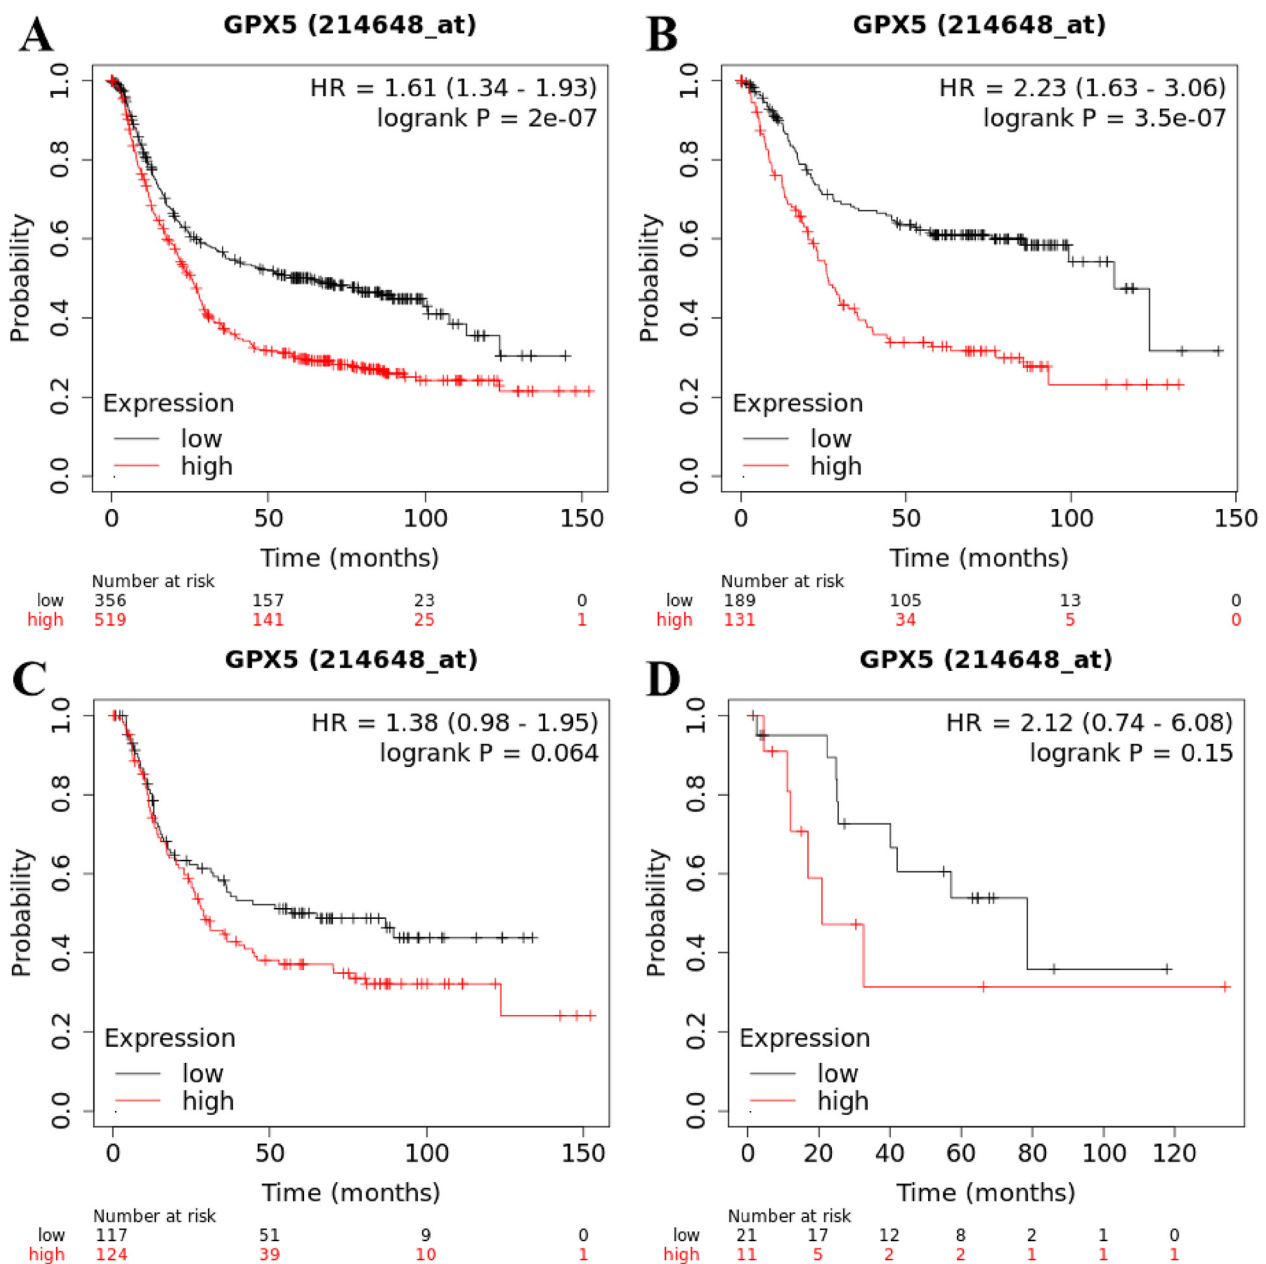 A
GPX5 (214648_at)
HR = 1.61 (1.34 - 1.93)
logrank P = 2e-07
Probability
0.0 0.2 0.4 0.6 0.8 1.0
Expression
low
high
0 50 100 150
Time (months)
Number at risk
low 356 157 23 0
high 519 141 25 1
B
GPX5 (214648_at)
HR = 2.23 (1.63 - 3.06)
logrank P = 3.5e-07
Probability
0.0 0.2 0.4 0.6 0.8 1.0
Expression
low
high
0 50 100 150
Time (months)
Number at risk
low 189 105 13 0
high 131 34 5 0
C
GPX5 (214648_at)
HR = 1.38 (0.98 - 1.95)
logrank P = 0.064
Probability
0.0 0.2 0.4 0.6 0.8 1.0
Expression
low
high
0 50 100 150
Time (months)
Number at risk
low 117 51 9 0
high 124 39 10 1
D
GPX5 (214648_at)
HR = 2.12 (0.74 - 6.08)
logrank P = 0.15
Probability
0.0 0.2 0.4 0.6 0.8 1.0
Expression
low
high
0 20 40 60 80 100 120
Time (months)
Number at risk
low 21 17 12 8 2 1 0
high 11 5 2 2 1 1 1